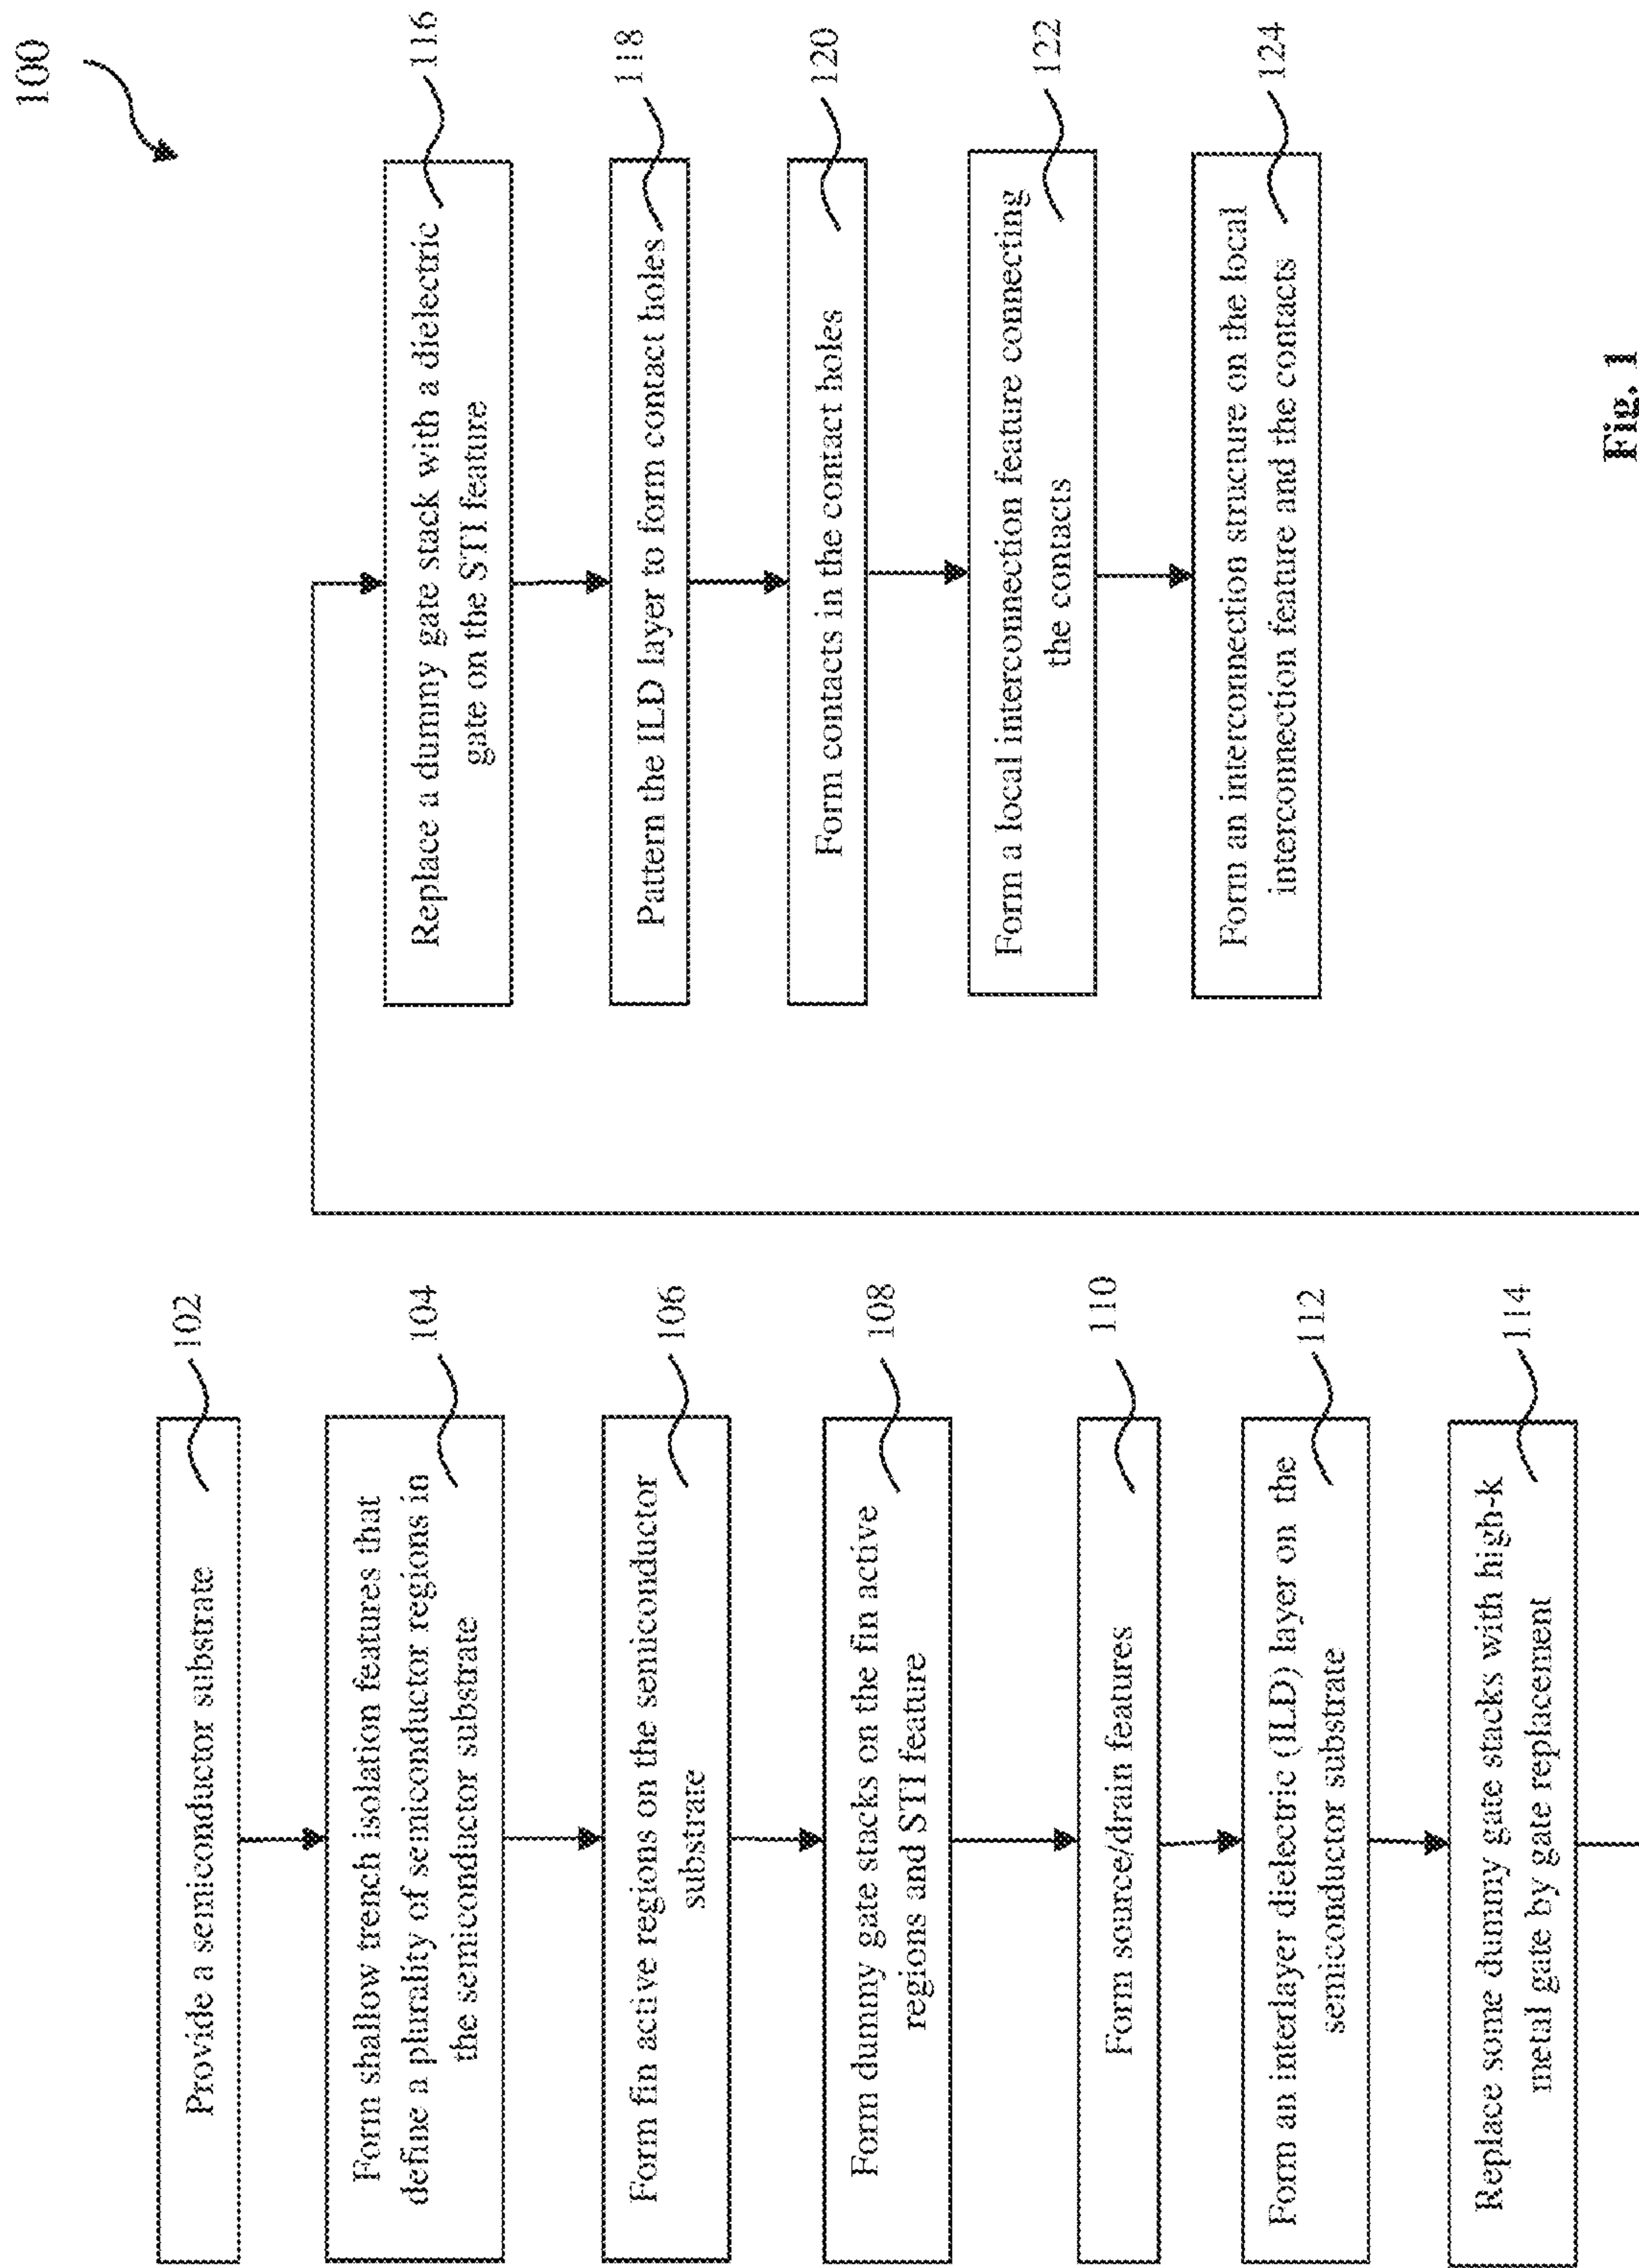 100
Provide a semiconductor substrate
102
Form shallow trench isolation features that
define a plurality of semiconductor regions in
the semiconductor substrate
104
Form fin active regions on the semiconductor
substrate
106
Form dummy gate stacks on the fin active
regions and STI feature
108
Form source/drain features
110
Form an interlayer dielectric (ILD) layer on the
semiconductor substrate
112
Replace some dummy gate stacks with high-k
metal gate by gate replacement
114
Replace a dummy gate stack with a dielectric
gate on the STI feature
116
Pattern the ILD layer to form contact holes
118
Form contacts in the contact holes
120
Form a local interconnection feature connecting
the contacts
122
Form an interconnection structure on the local
interconnection feature and the contacts
124
Fig. 1